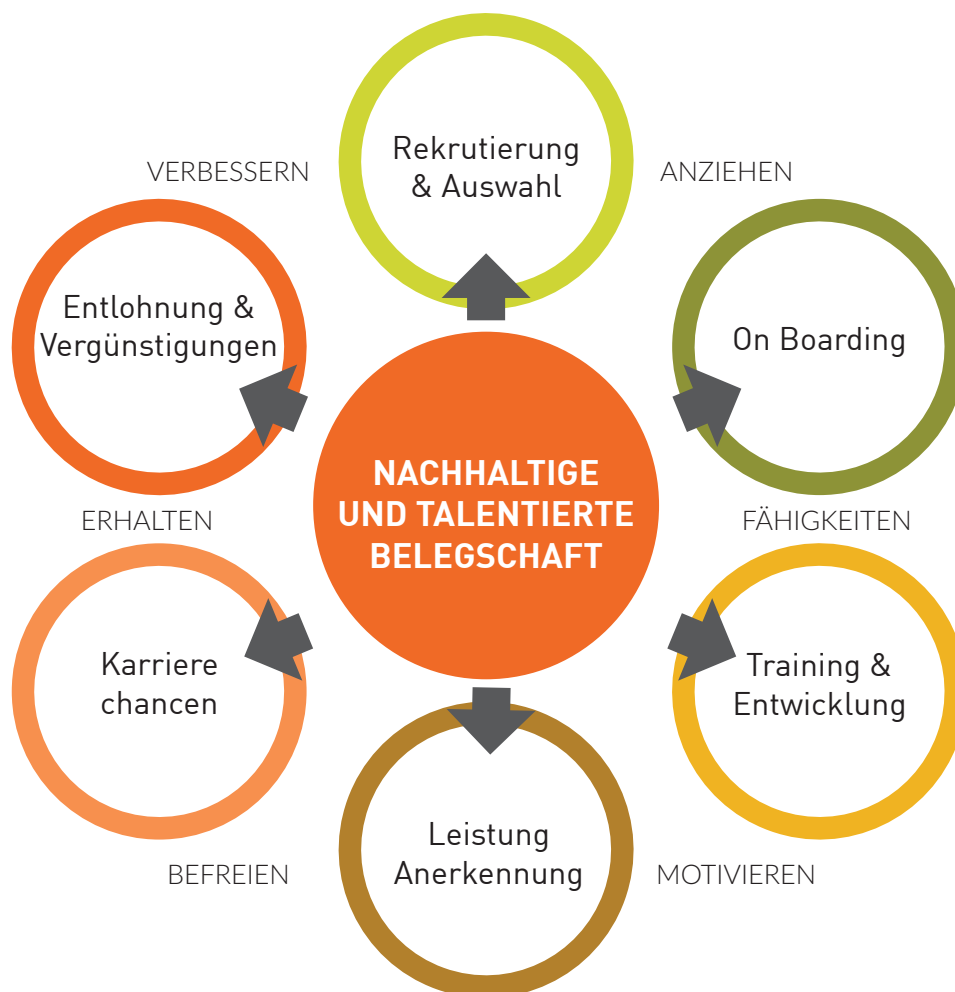 Rekrutierung
& Auswahl
VERBESSERN
ANZIEHEN
Entlohnung &
Vergünstigungen
On Boarding
NACHHALTIGE
UND TALENTIERTE
BELEGSCHAFT
ERHALTEN
FÄHIGKEITEN
Karriere
chancen
Training &
Entwicklung
Leistung
Anerkennung
BEFREIEN
MOTIVIEREN